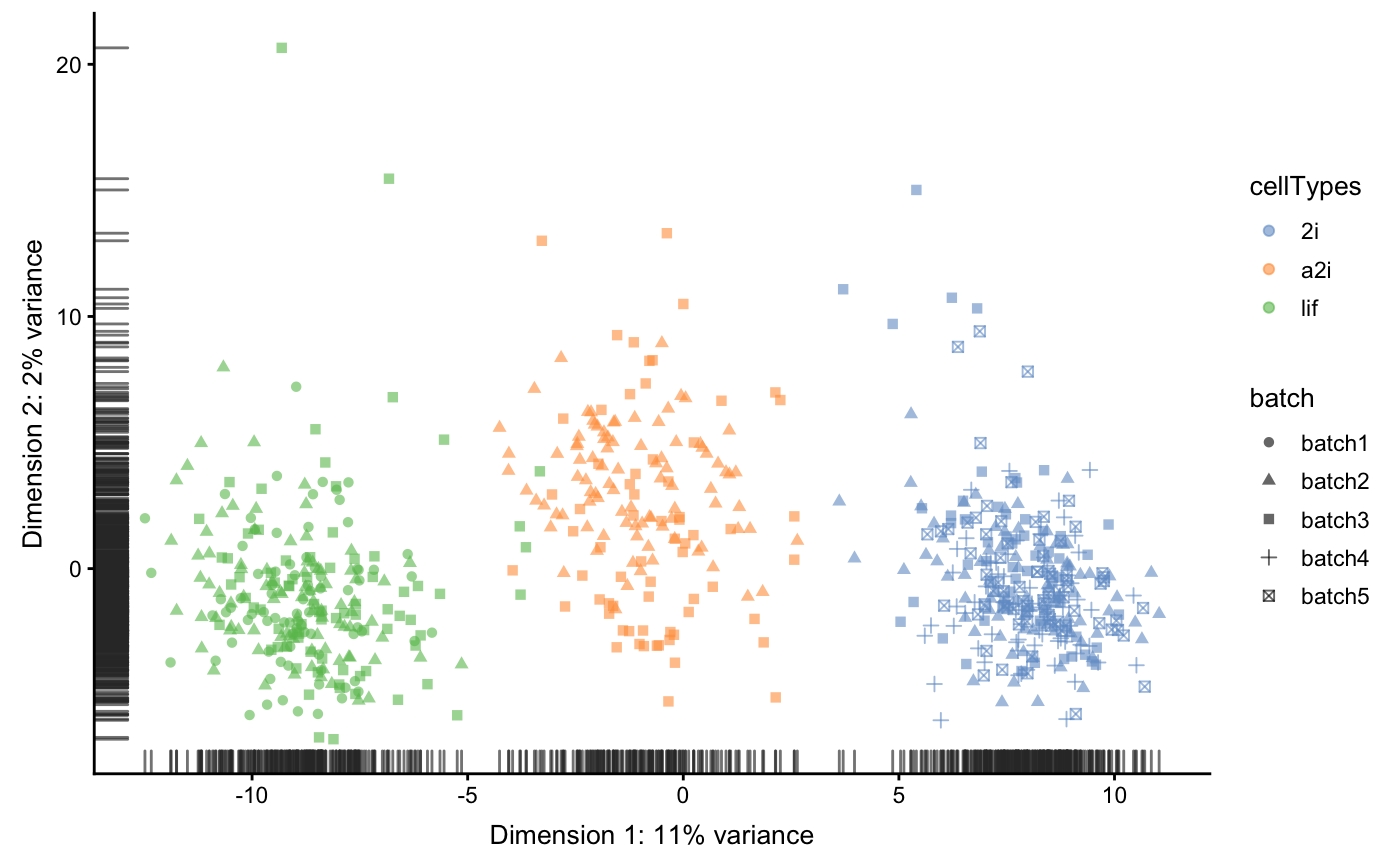 20
10
0
Dimension 2: 2% variance
-10
-5
0
5
10
Dimension 1: 11% variance
cellTypes
2i
a2i
lif
batch
batch1
batch2
batch3
batch4
batch5